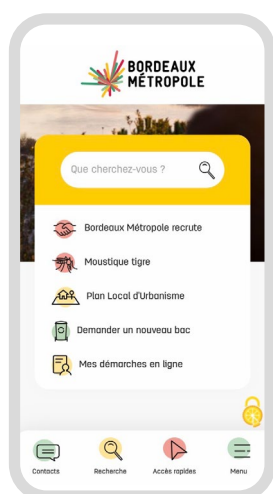 BORDEAUX
MÉTROPOLE
Que cherchez-vous ?
Bordeaux Métropole recrute
Moustique tigre
Plan Local d'Urbanisme
Demander un nouveau bac
Mes démarches en ligne
Contacts Recherche Accès rapides Menu